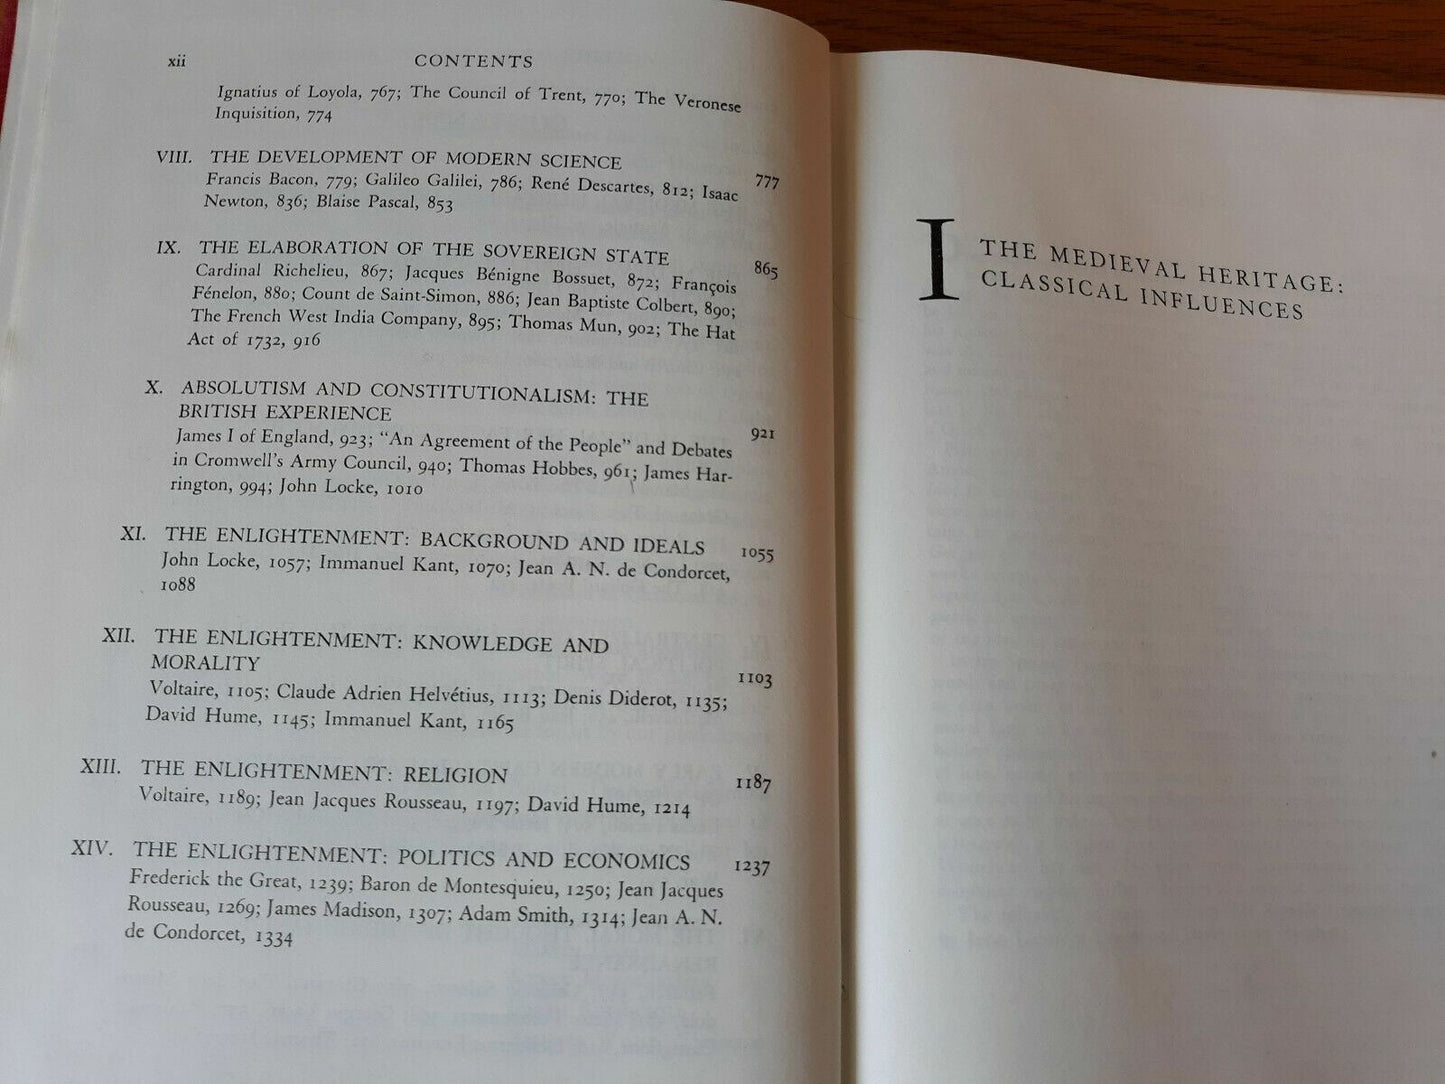 xii CONTENTS
Ignatius of Loyola, 767; The Council of Trent, 770; The Veronese
Inquisition, 774
VIII. THE DEVELOPMENT OF MODERN SCIENCE 777
Francis Bacon, 779; Galileo Galilei, 786; René Descartes, 812; Isaac
Newton, 836; Blaise Pascal, 853
IX. THE ELABORATION OF THE SOVEREIGN STATE 865
Cardinal Richelieu, 867; Jacques Bénigne Bossuet, 872; François
Fénelon, 880; Count de Saint-Simon, 886; Jean Baptiste Colbert, 890;
The French West India Company, 895; Thomas Mun, 902; The Hat
Act of 1732, 916
X. ABSOLUTISM AND CONSTITUTIONALISM: THE
BRITISH EXPERIENCE 921
James I of England, 923; “An Agreement of the People” and Debates
in Cromwell's Army Council, 940; Thomas Hobbes, 961; James Har-
rington, 994; John Locke, 1010
XI. THE ENLIGHTENMENT: BACKGROUND AND IDEALS 1055
John Locke, 1057; Immanuel Kant, 1070; Jean A. N. de Condorcet,
1088
XII. THE ENLIGHTENMENT: KNOWLEDGE AND
MORALITY 1103
Voltaire, 1105; Claude Adrien Helvétius, 1113; Denis Diderot, 1135;
David Hume, 1145; Immanuel Kant, 1165
XIII. THE ENLIGHTENMENT: RELIGION 1187
Voltaire, 1189; Jean Jacques Rousseau, 1197; David Hume, 1214
XIV. THE ENLIGHTENMENT: POLITICS AND ECONOMICS 1237
Frederick the Great, 1239; Baron de Montesquieu, 1250; Jean Jacques
Rousseau, 1269; James Madison, 1307; Adam Smith, 1314; Jean A. N.
de Condorcet, 1334
I THE MEDIEVAL HERITAGE:
CLASSICAL INFLUENCES